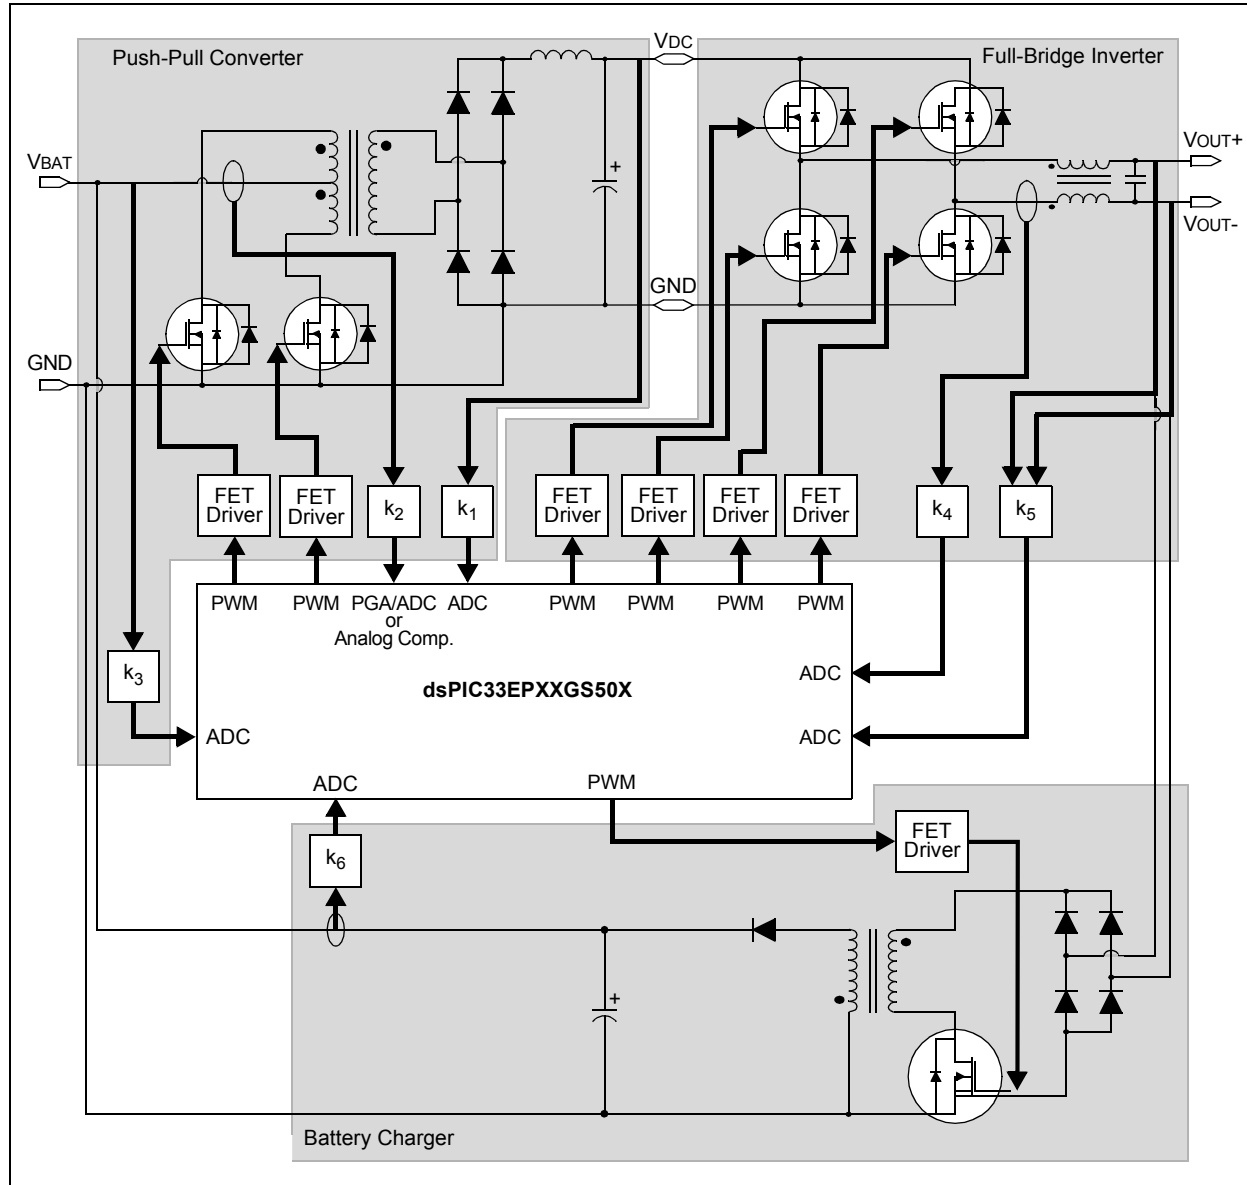 Push-Pull Converter
VDC
Full-Bridge Inverter
+
VOUT+
VBAT
VOUT-
GND
GND
FET
Driver
FET
Driver
k2
k1
FET
Driver
FET
Driver
FET
Driver
FET
Driver
k4
k5
PWM
PWM
PGA/ADC
or
Analog Comp.
ADC
PWM
PWM
PWM
PWM
k3
ADC
dsPIC33EPXXGS50X
ADC
ADC
ADC
PWM
k6
FET
Driver
+
Battery Charger